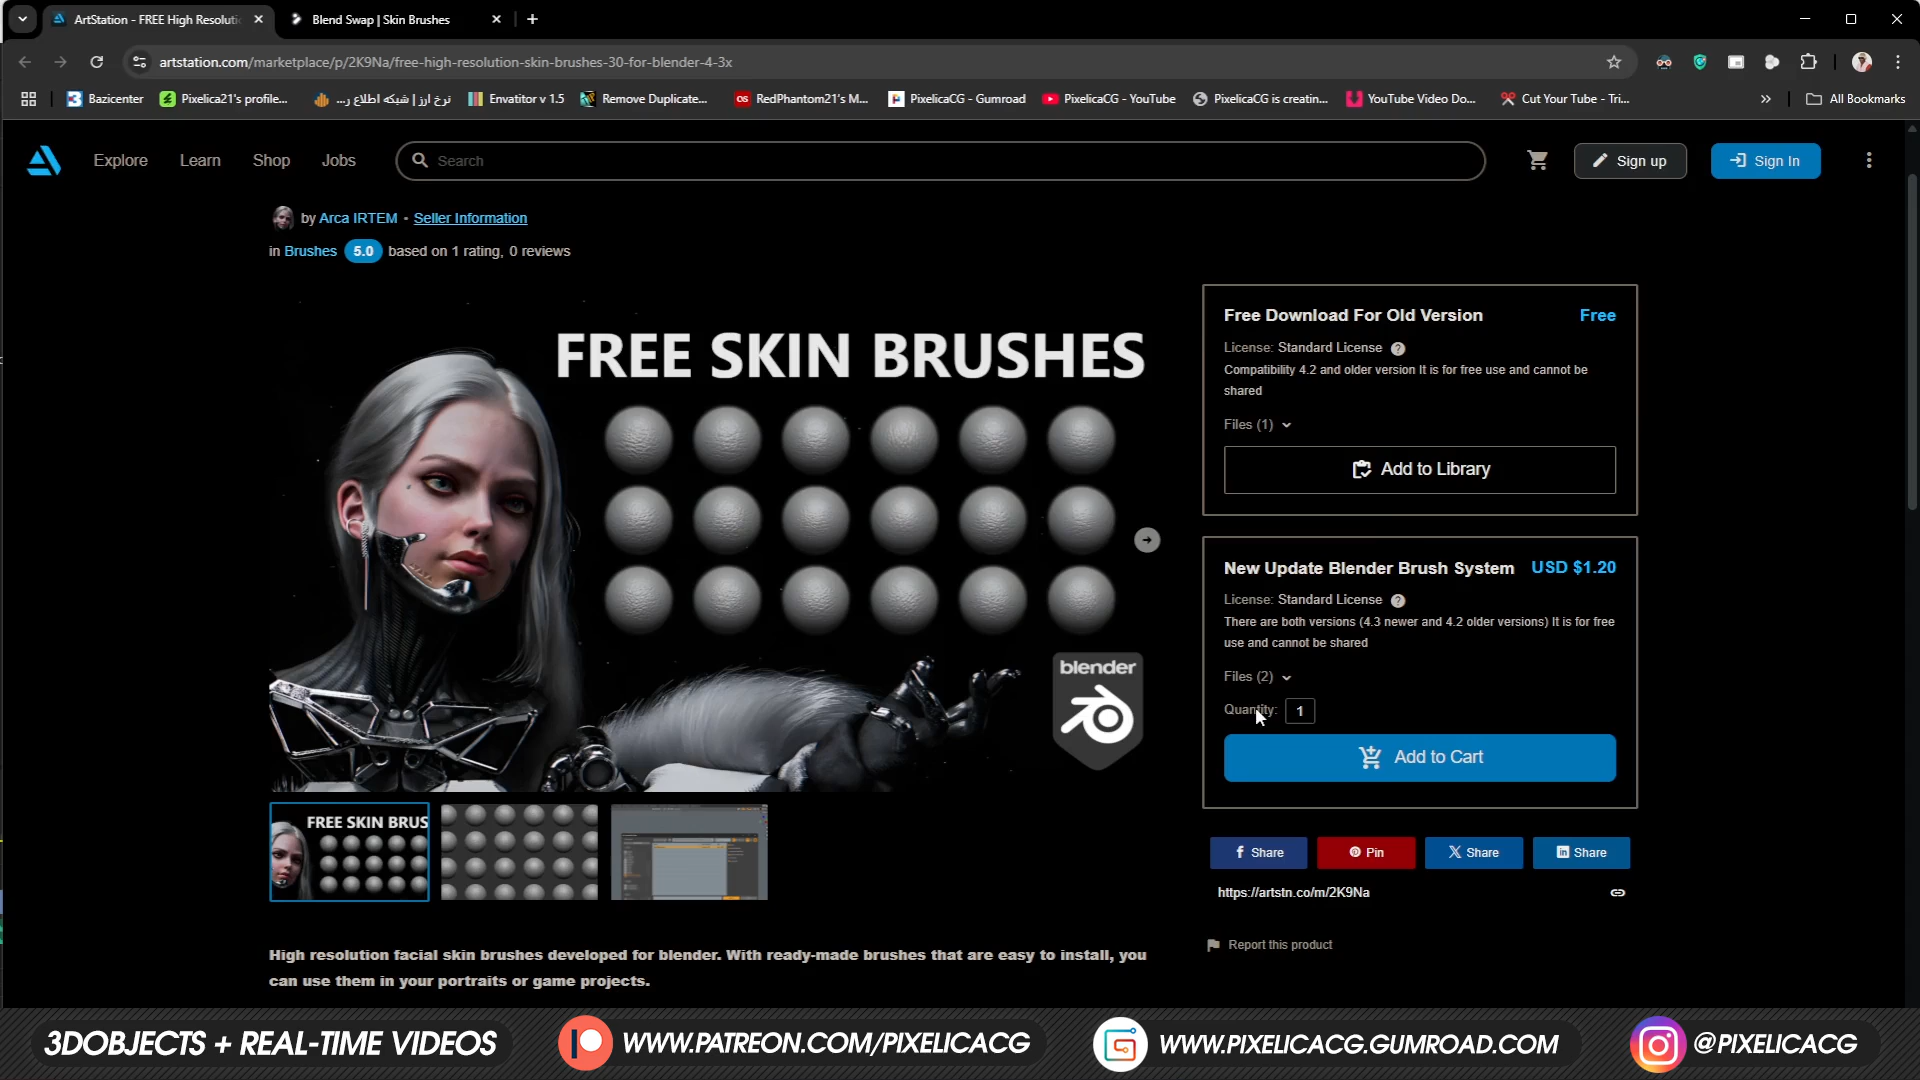 ArtStation - FREE High Resoluti
Blend Swap | Skin Brushes
artstation.com/marketplace/p/2K9Na/free-high-resolution-skin-brushes-30-for-blender-4-3x
Bazicenter
Pixelica21's profile...
نرخ ارز | شبکه اطلاع ر...
Envatitor v 1.5
Remove Duplicate...
RedPhantom21's M...
PixelicaCG - Gumroad
PixelicaCG - YouTube
PixelicaCG is creatin...
YouTube Video Do...
Cut Your Tube - Tri...
All Bookmarks
Explore
Learn
Shop
Jobs
Search
Sign up
Sign In
by Arca IRTEM • Seller Information
in Brushes 5.0 based on 1 rating, 0 reviews
FREE SKIN BRUSHES
blender
Free Download For Old Version Free
License: Standard License ?
Compatibility 4.2 and older version It is for free use and cannot be
shared
Files (1)
Add to Library
New Update Blender Brush System USD $1.20
License: Standard License ?
There are both versions (4.3 newer and 4.2 older versions) It is for free
use and cannot be shared
Files (2)
Quantity: 1
Add to Cart
FREE SKIN BRUS
Share
Pin
Share
Share
https://artstn.co/m/2K9Na
Report this product
High resolution facial skin brushes developed for blender. With ready-made brushes that are easy to install, you
can use them in your portraits or game projects.
3DOBJECTS + REAL-TIME VIDEOS
WWW.PATREON.COM/PIXELICACG
WWW.PIXELICACG.GUMROAD.COM
@PIXELICACG